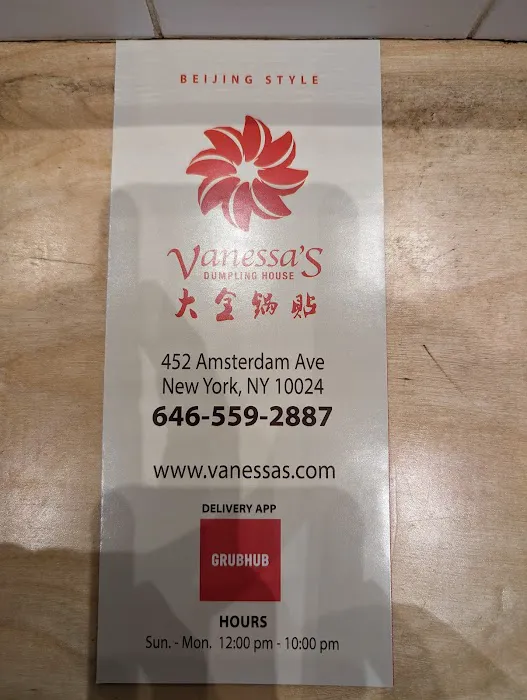 BEIJING STYLE
Vanessa's
DUMPLING HOUSE
大全锅貼
452 Amsterdam Ave
New York, NY 10024
646-559-2887
www.vanessas.com
DELIVERY APP
GRUBHUB
HOURS
Sun. - Mon. 12:00 pm - 10:00 pm